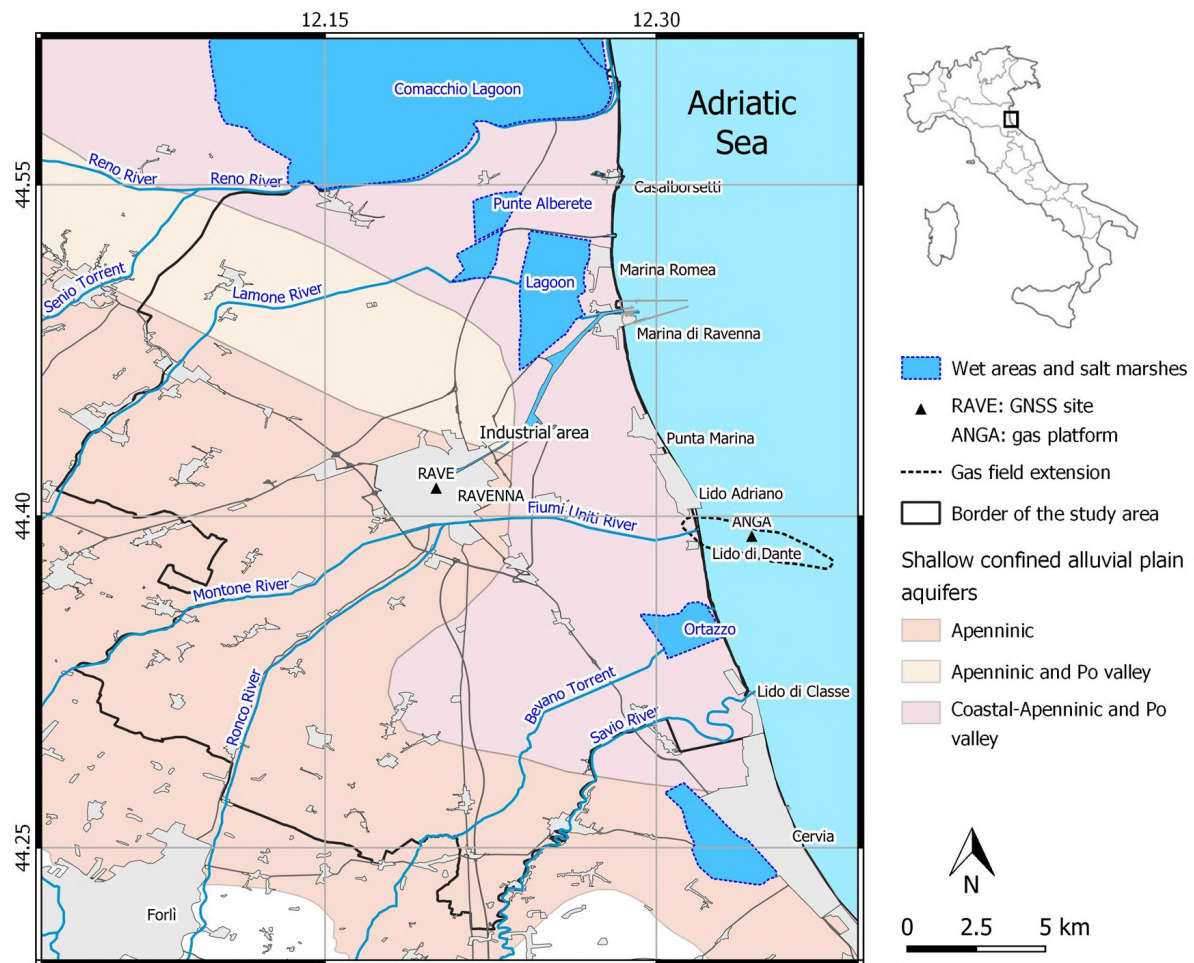 12.15
12.30
Comacchio Lagoon
Adriatic
Sea
Reno River
Reno River
44.55
Casalborsetti
Punte Alberete
Senio Torrent
Lamone River
Lagoon
Marina Romea
Marina di Ravenna
Industrial area
Punta Marina
RAVE
RAVENNA
Lido Adriano
44.40
Fiumi Uniti River
ANGA
Lido di Dante
Montone River
Ortazzo
Ronco River
Bevano Torrent
Lido di Classe
Savio River
44.25
Cervia
Forlì
Wet areas and salt marshes
RAVE: GNSS site
ANGA: gas platform
Gas field extension
Border of the study area
Shallow confined alluvial plain
aquifers
Apenninic
Apenninic and Po valley
Coastal-Apenninic and Po
valley
N
0 2.5 5 km